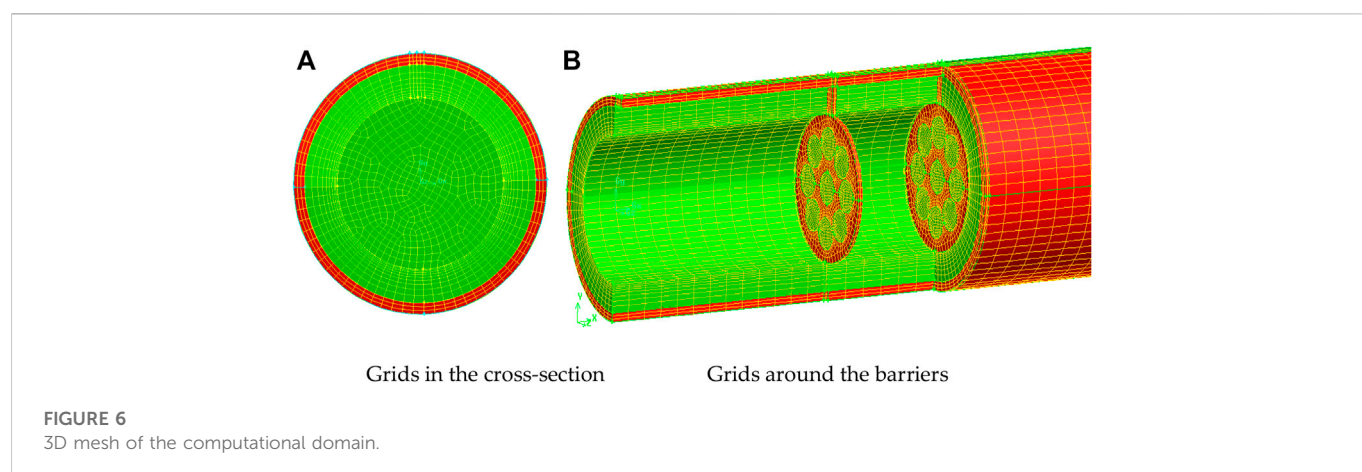 A
B
Y
X
Z
Grids in the cross-section
Grids around the barriers
FIGURE 6
3D mesh of the computational domain.